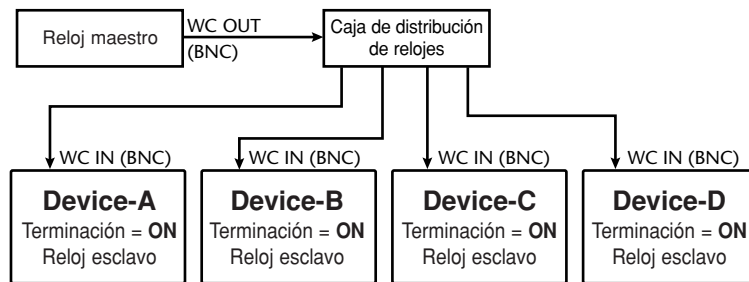 Reloj maestro
WC OUT
(BNC)
Caja de distribución
de relojes
WC IN (BNC)
WC IN (BNC)
WC IN (BNC)
WC IN (BNC)
Device-A
Terminación = ON
Reloj esclavo
Device-B
Terminación = ON
Reloj esclavo
Device-C
Terminación = ON
Reloj esclavo
Device-D
Terminación = ON
Reloj esclavo